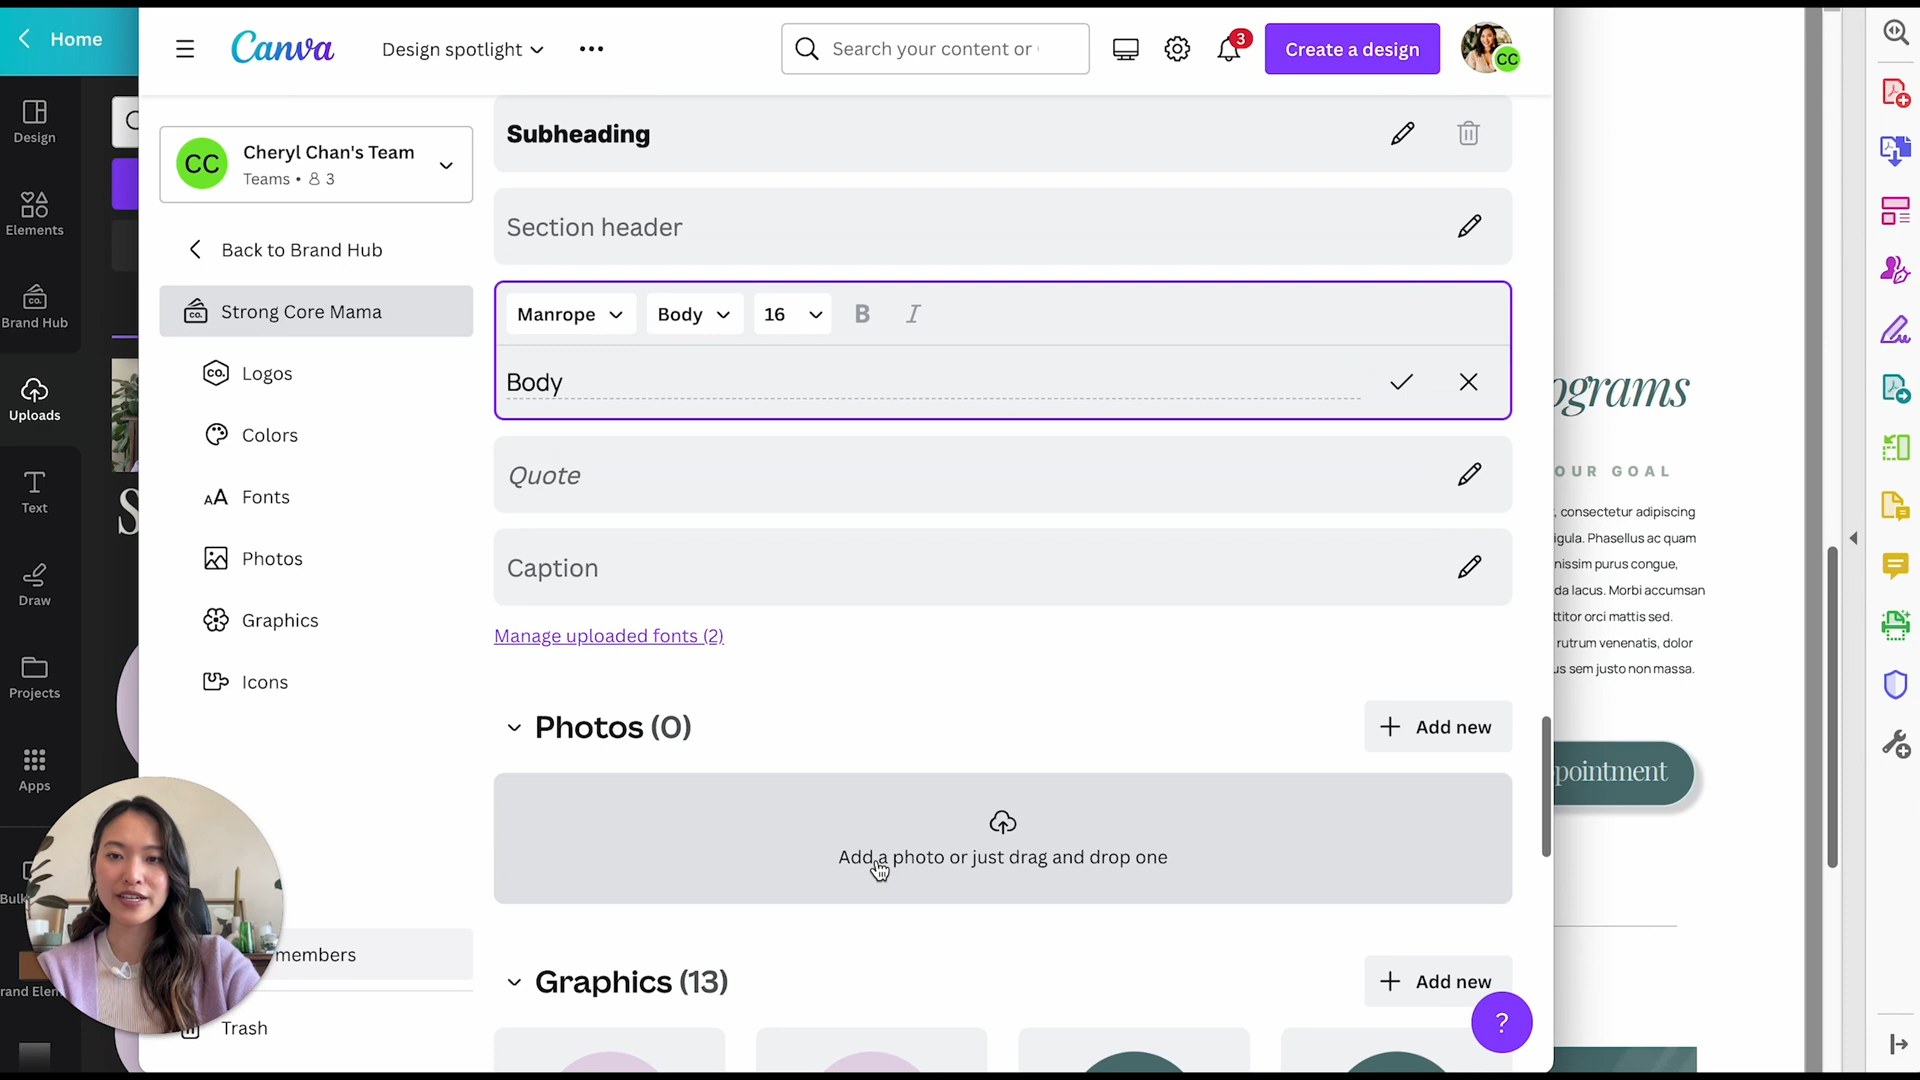 Home
Design
Elements
Brand Hub
Uploads
Text
Draw
Projects
Apps
Canva
Design spotlight
Search your content or
3
Create a design
CC
CC
Cheryl Chan's Team
Teams • 3
Back to Brand Hub
CO.
Strong Core Mama
CO.
Logos
Colors
AA Fonts
Photos
Graphics
Icons
members
Trash
Subheading
Section header
Manrope
Body
16
B
I
Body
Quote
Caption
Manage uploaded fonts (2)
Photos (0)
Add new
Add a photo or just drag and drop one
Graphics (13)
Add new
?
ograms
OUR GOAL
, consectetur adipiscing
igula. Phasellus ac quam
nissim purus congue,
da lacus. Morbi accumsan
ttitor orci mattis sed.
rutrum venenatis, dolor
us sem justo non massa.
pointment